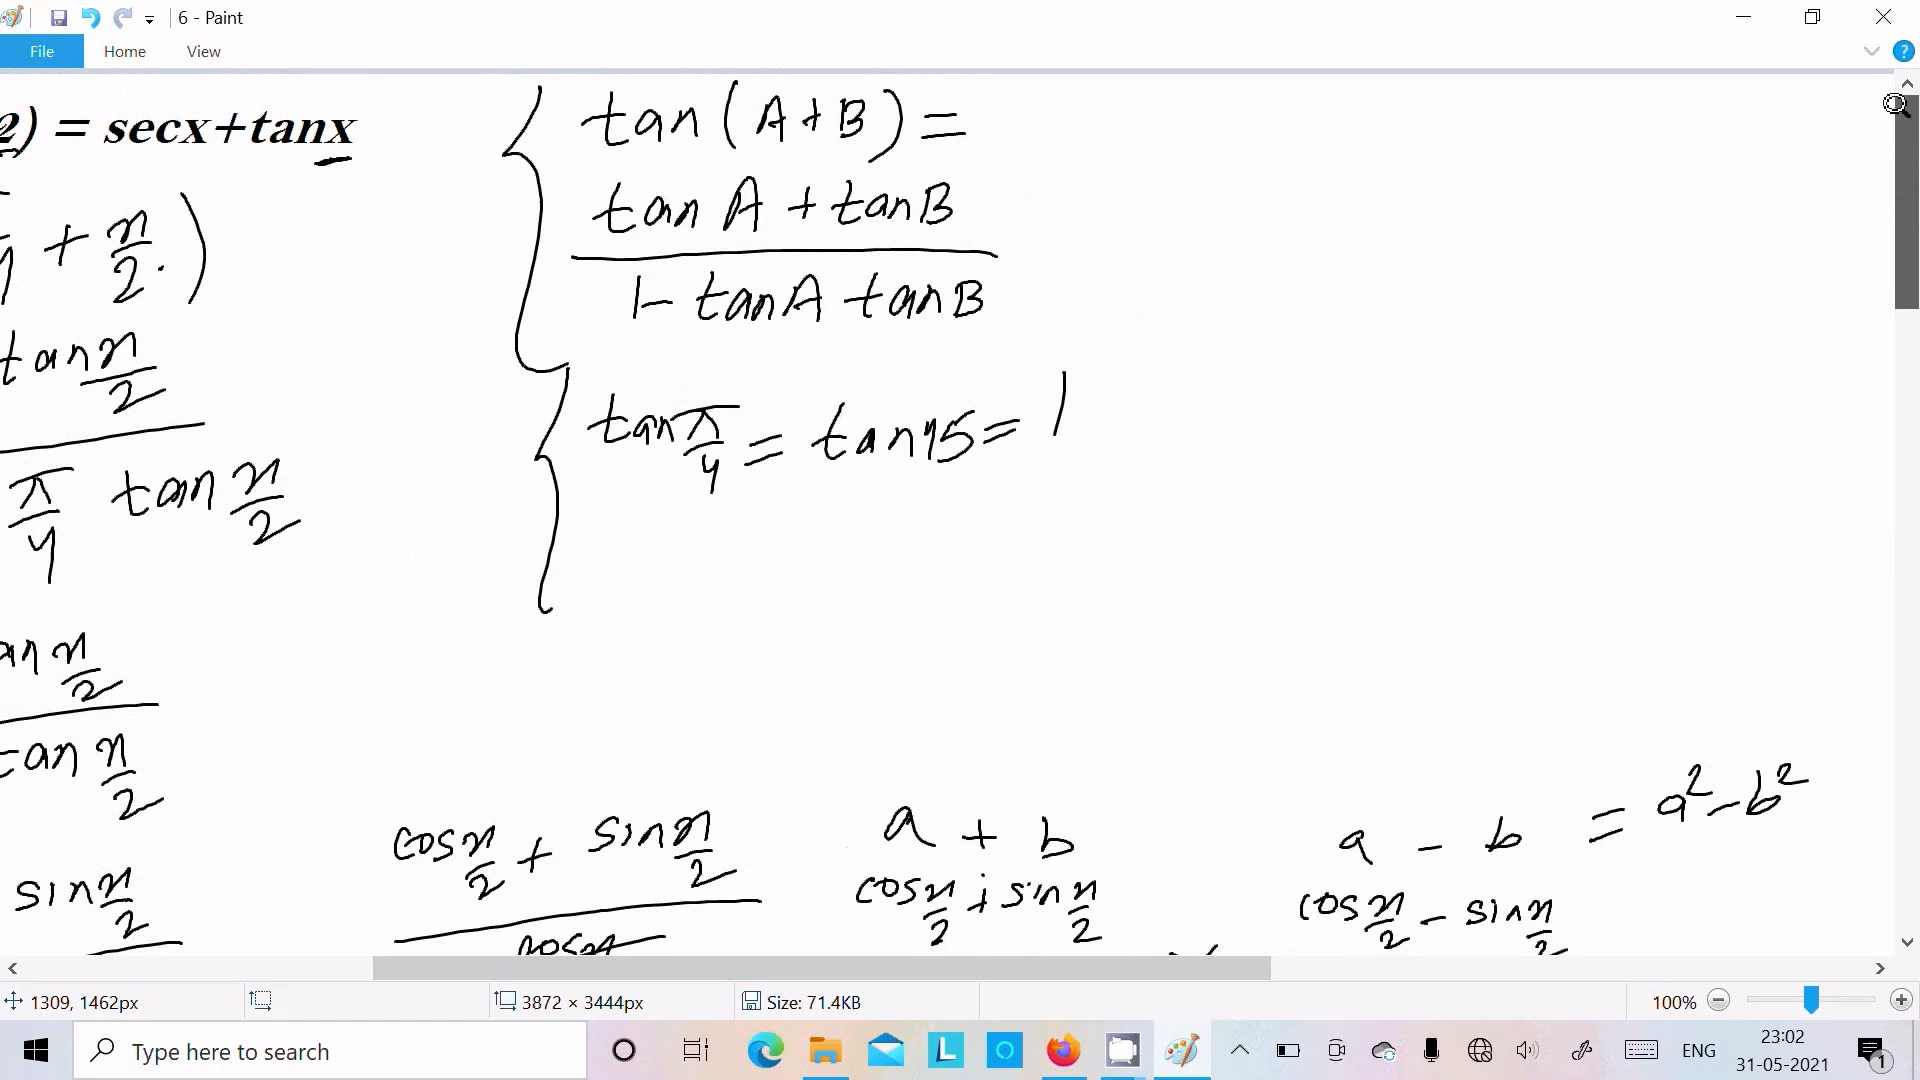 6 - Paint
File Home View
2) = secx+tanx
tan(A+B) =
tanA + tanB
1 - tanA tanB
+ x/2.)
tan x/2
π/4 tan x/2
tan π/4 = tan45 = 1
an x/2
tan x/2
sin x/2
cos x/2 + sin x/2
cosx
a + b
cos x/2 + sin x/2
a - b = a² - b²
cos x/2 - sin x/2
1309, 1462px
3872 × 3444px
Size: 71.4KB
100%
Type here to search
ENG
23:02
31-05-2021
1